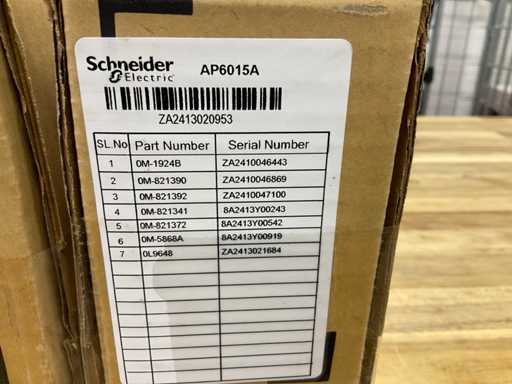 Schneider
Electric
AP6015A
ZA2413020953
SL.No Part Number Serial Number
1 0M-1924B ZA2410046443
2 0M-821390 ZA2410046869
3 0M-821392 ZA2410047100
4 0M-821341 8A2413Y00243
5 0M-821372 8A2413Y00542
6 0M-5868A 8A2413Y00919
7 0L9648 ZA2413021684